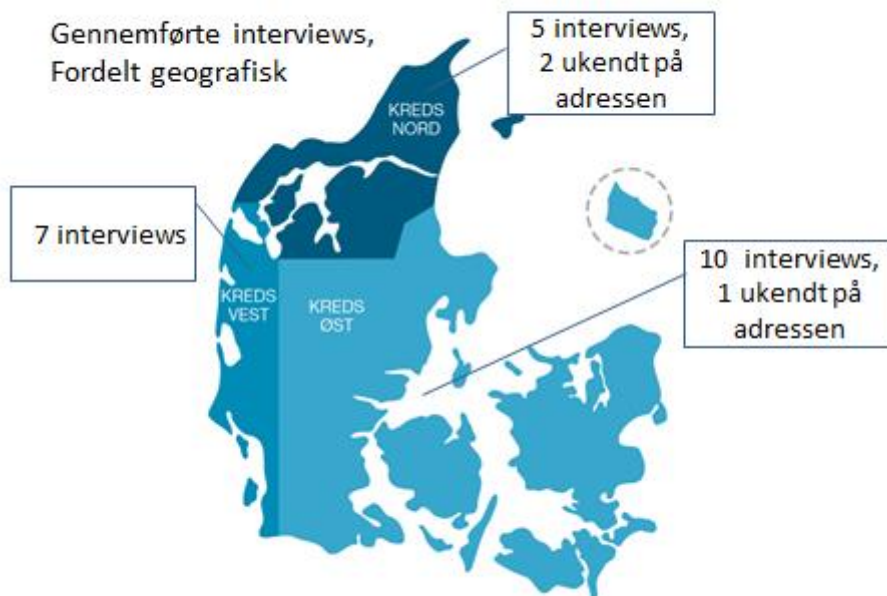 Gennemførte interviews,
Fordelt geografisk
5 interviews,
2 ukendt på
adressen
KREDS
NORD
7 interviews
10 interviews,
1 ukendt på
adressen
KREDS
VEST
KREDS
ØST